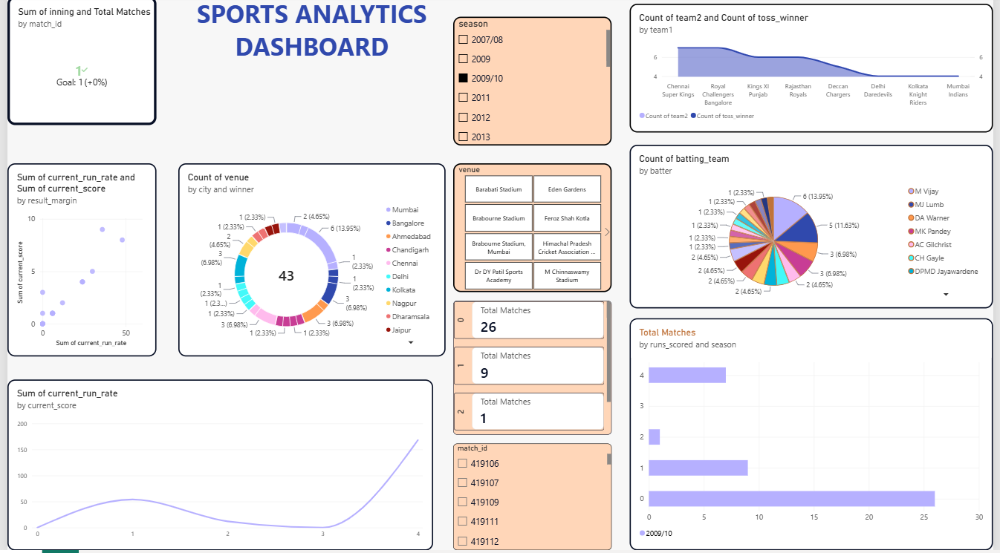 Sum of inning and Total Matches
by match_id
1
Goal: 1 (+0%)
SPORTS ANALYTICS
DASHBOARD
season
2007/08
2009
2009/10
2011
2012
2013
Count of team2 and Count of toss_winner
by team1
6
4
6
4
Chennai
Super Kings
Royal
Challengers
Bangalore
Kings XI
Punjab
Rajasthan
Royals
Deccan
Chargers
Delhi
Daredevils
Kolkata
Knight
Riders
Mumbai
Indians
Count of team2
Count of toss_winner
Sum of current_run_rate and
Sum of current_score
by result_margin
Sum of current_score
10
5
0
0
50
Sum of current_run_rate
Count of venue
by city and winner
43
2 (4.65%)
6 (13.95%)
1
(2.33%)
1
(2.33%)
3
(6.98%)
3 (6.98%)
1 (2.33%)
1 (2.33%)
3 (6.98%)
1 (2.33%)
1 (2.3...)
1
(2.33%)
3
(6.98%)
2
(4.65%)
1 (2.33%)
1 (2.33%)
Mumbai
Bangalore
Ahmedabad
Chandigarh
Chennai
Delhi
Kolkata
Nagpur
Dharamsala
Jaipur
venue
Barabati Stadium
Eden Gardens
Brabourne Stadium
Feroz Shah Kotla
Brabourne Stadium,
Mumbai
Himachal Pradesh
Cricket Association ...
Dr DY Patil Sports
Academy
M Chinnaswamy
Stadium
Count of batting_team
by batter
6 (13.95%)
5 (11.63%)
3 (6.98%)
3 (6.98%)
2 (4.65%)
2 (4.65%)
2 (4.65%)
2 (4.65%)
2 (4.65%)
1 (2.33%)
1 (2.33%)
1 (2.33%)
1 (2.33%)
1 (2.33%)
1 (2.33%)
M Vijay
MJ Lumb
DA Warner
MK Pandey
AC Gilchrist
CH Gayle
DPMD Jayawardene
0
Total Matches
26
1
Total Matches
9
2
Total Matches
1
Total Matches
by runs_scored and season
4
3
2
1
0
0
5
10
15
20
25
30
2009/10
Sum of current_run_rate
by current_score
200
150
100
50
0
0
1
2
3
4
match_id
419106
419107
419109
419111
419112